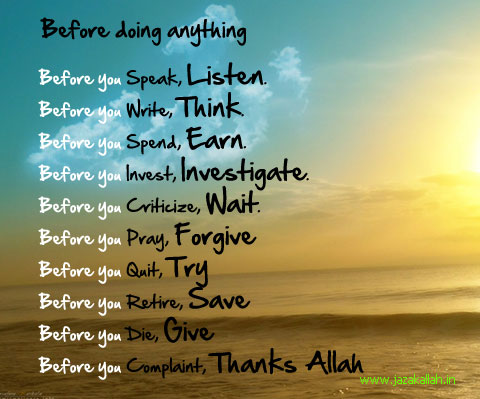 Before doing anything
Before you Speak, Listen.
Before you Write, Think.
Before you Spend, Earn.
Before you Invest, Investigate.
Before you Criticize, Wait.
Before you Pray, Forgive
Before you Quit, Try
Before you Retire, Save
Before you Die, Give
Before you Complaint, Thanks Allah
www.jazakallah.in